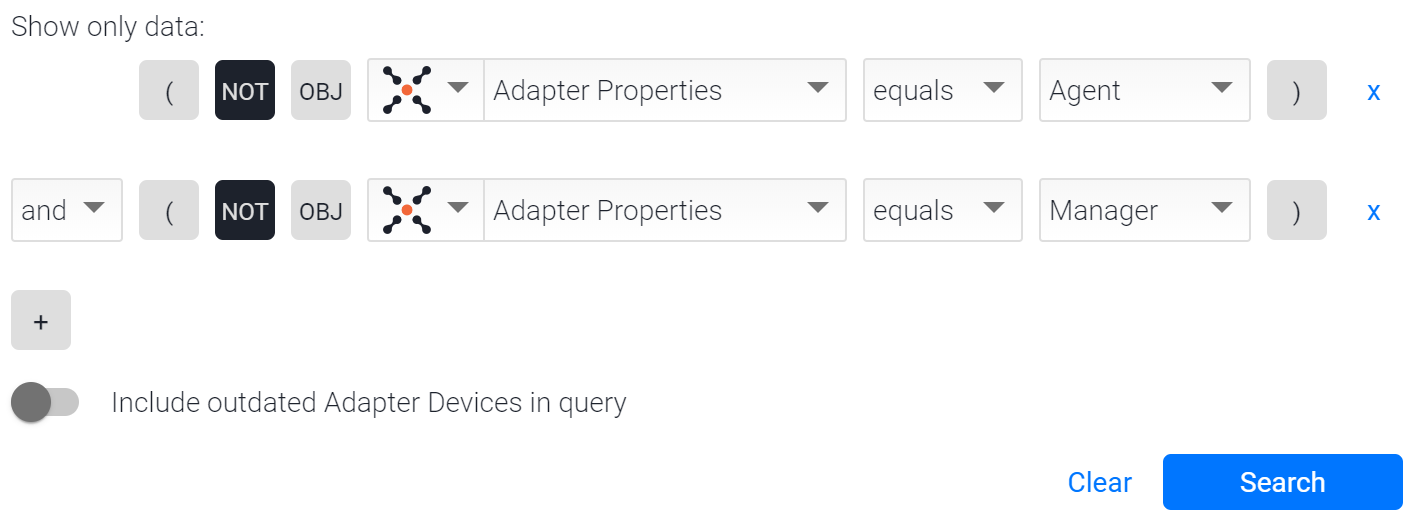 Show only data:
( NOT OBJ Adapter Properties equals Agent ) x
and ( NOT OBJ Adapter Properties equals Manager ) x
+
Include outdated Adapter Devices in query
Clear Search